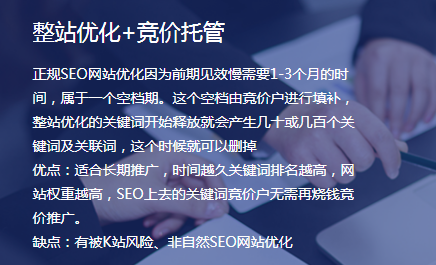 整站优化+竞价托管
正规SEO网站优化因为前期见效慢需要1-3个月的时
间，属于一个空档期。这个空档由竞价户进行填补，
整站优化的关键词开始释放就会产生几十或几百个关
键词及关联词，这个时候就可以删掉
优点：适合长期推广，时间越久关键词排名越高，网
站权重越高，SEO上去的关键词竞价户无需再烧钱竞
价推广。
缺点：有被K站风险、非自然SEO网站优化